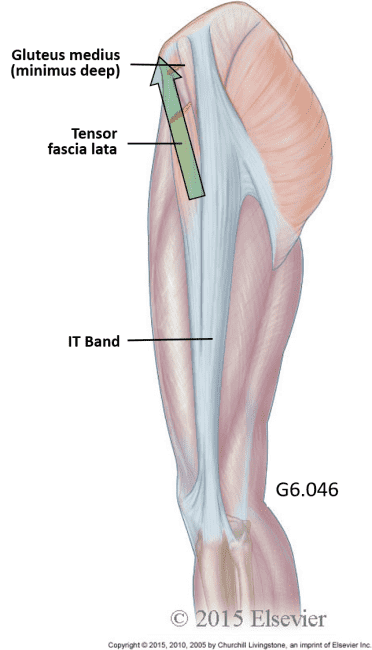 Gluteus medius
(minimus deep)
Tensor
fascia lata
IT Band
G6.046
© 2015 Elsevier
Copyright © 2015, 2010, 2005 by Churchill Livingstone, an imprint of Elsevier Inc.